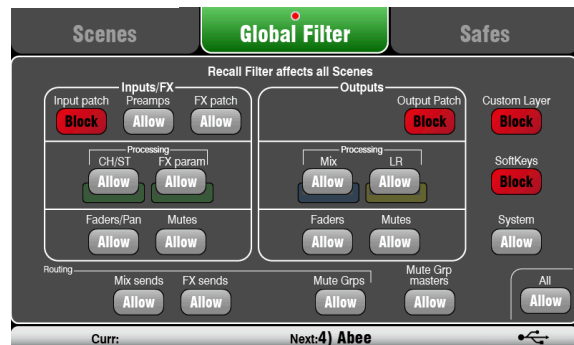 Scenes Global Filter Safes
Recall Filter affects all Scenes
Inputs/FX Outputs
Input patch Preamps FX patch Output Patch Custom Layer
Block Allow Allow Block Block
Processing Processing
CH/ST FX param Mix LR SoftKeys
Allow Allow Allow Allow Block
Faders/Pan Mutes Faders Mutes System
Allow Allow Allow Allow Allow
Routing
Mix sends FX sends Mute Grps Mute Grp masters All
Allow Allow Allow Allow Allow
Curr: Next:4) Abee